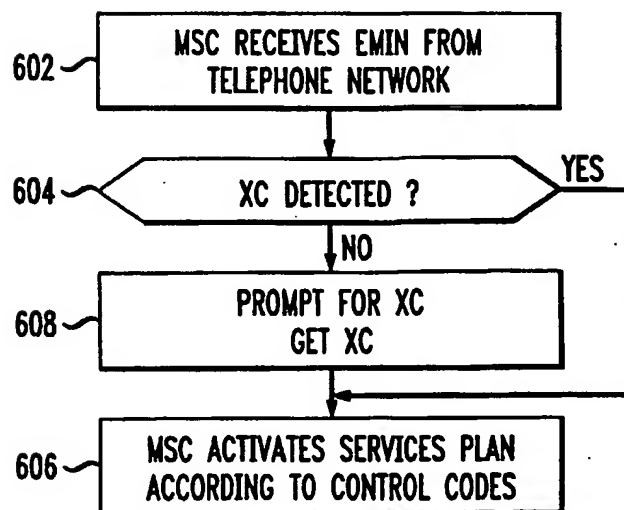 602
MSC RECEIVES EMIN FROM
TELEPHONE NETWORK
604
XC DETECTED ?
YES
NO
608
PROMPT FOR XC
GET XC
606
MSC ACTIVATES SERVICES PLAN
ACCORDING TO CONTROL CODES